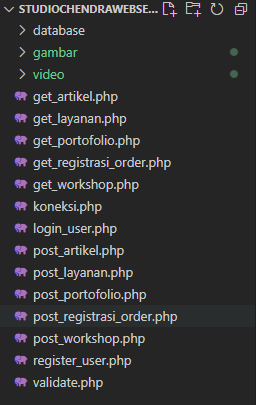 STUDIOCHENDRAWEBSE...
database
gambar
video
get_artikel.php
get_layanan.php
get_portofolio.php
get_registrasi_order.php
get_workshop.php
koneksi.php
login_user.php
post_artikel.php
post_layanan.php
post_portofolio.php
post_registrasi_order.php
post_workshop.php
register_user.php
validate.php